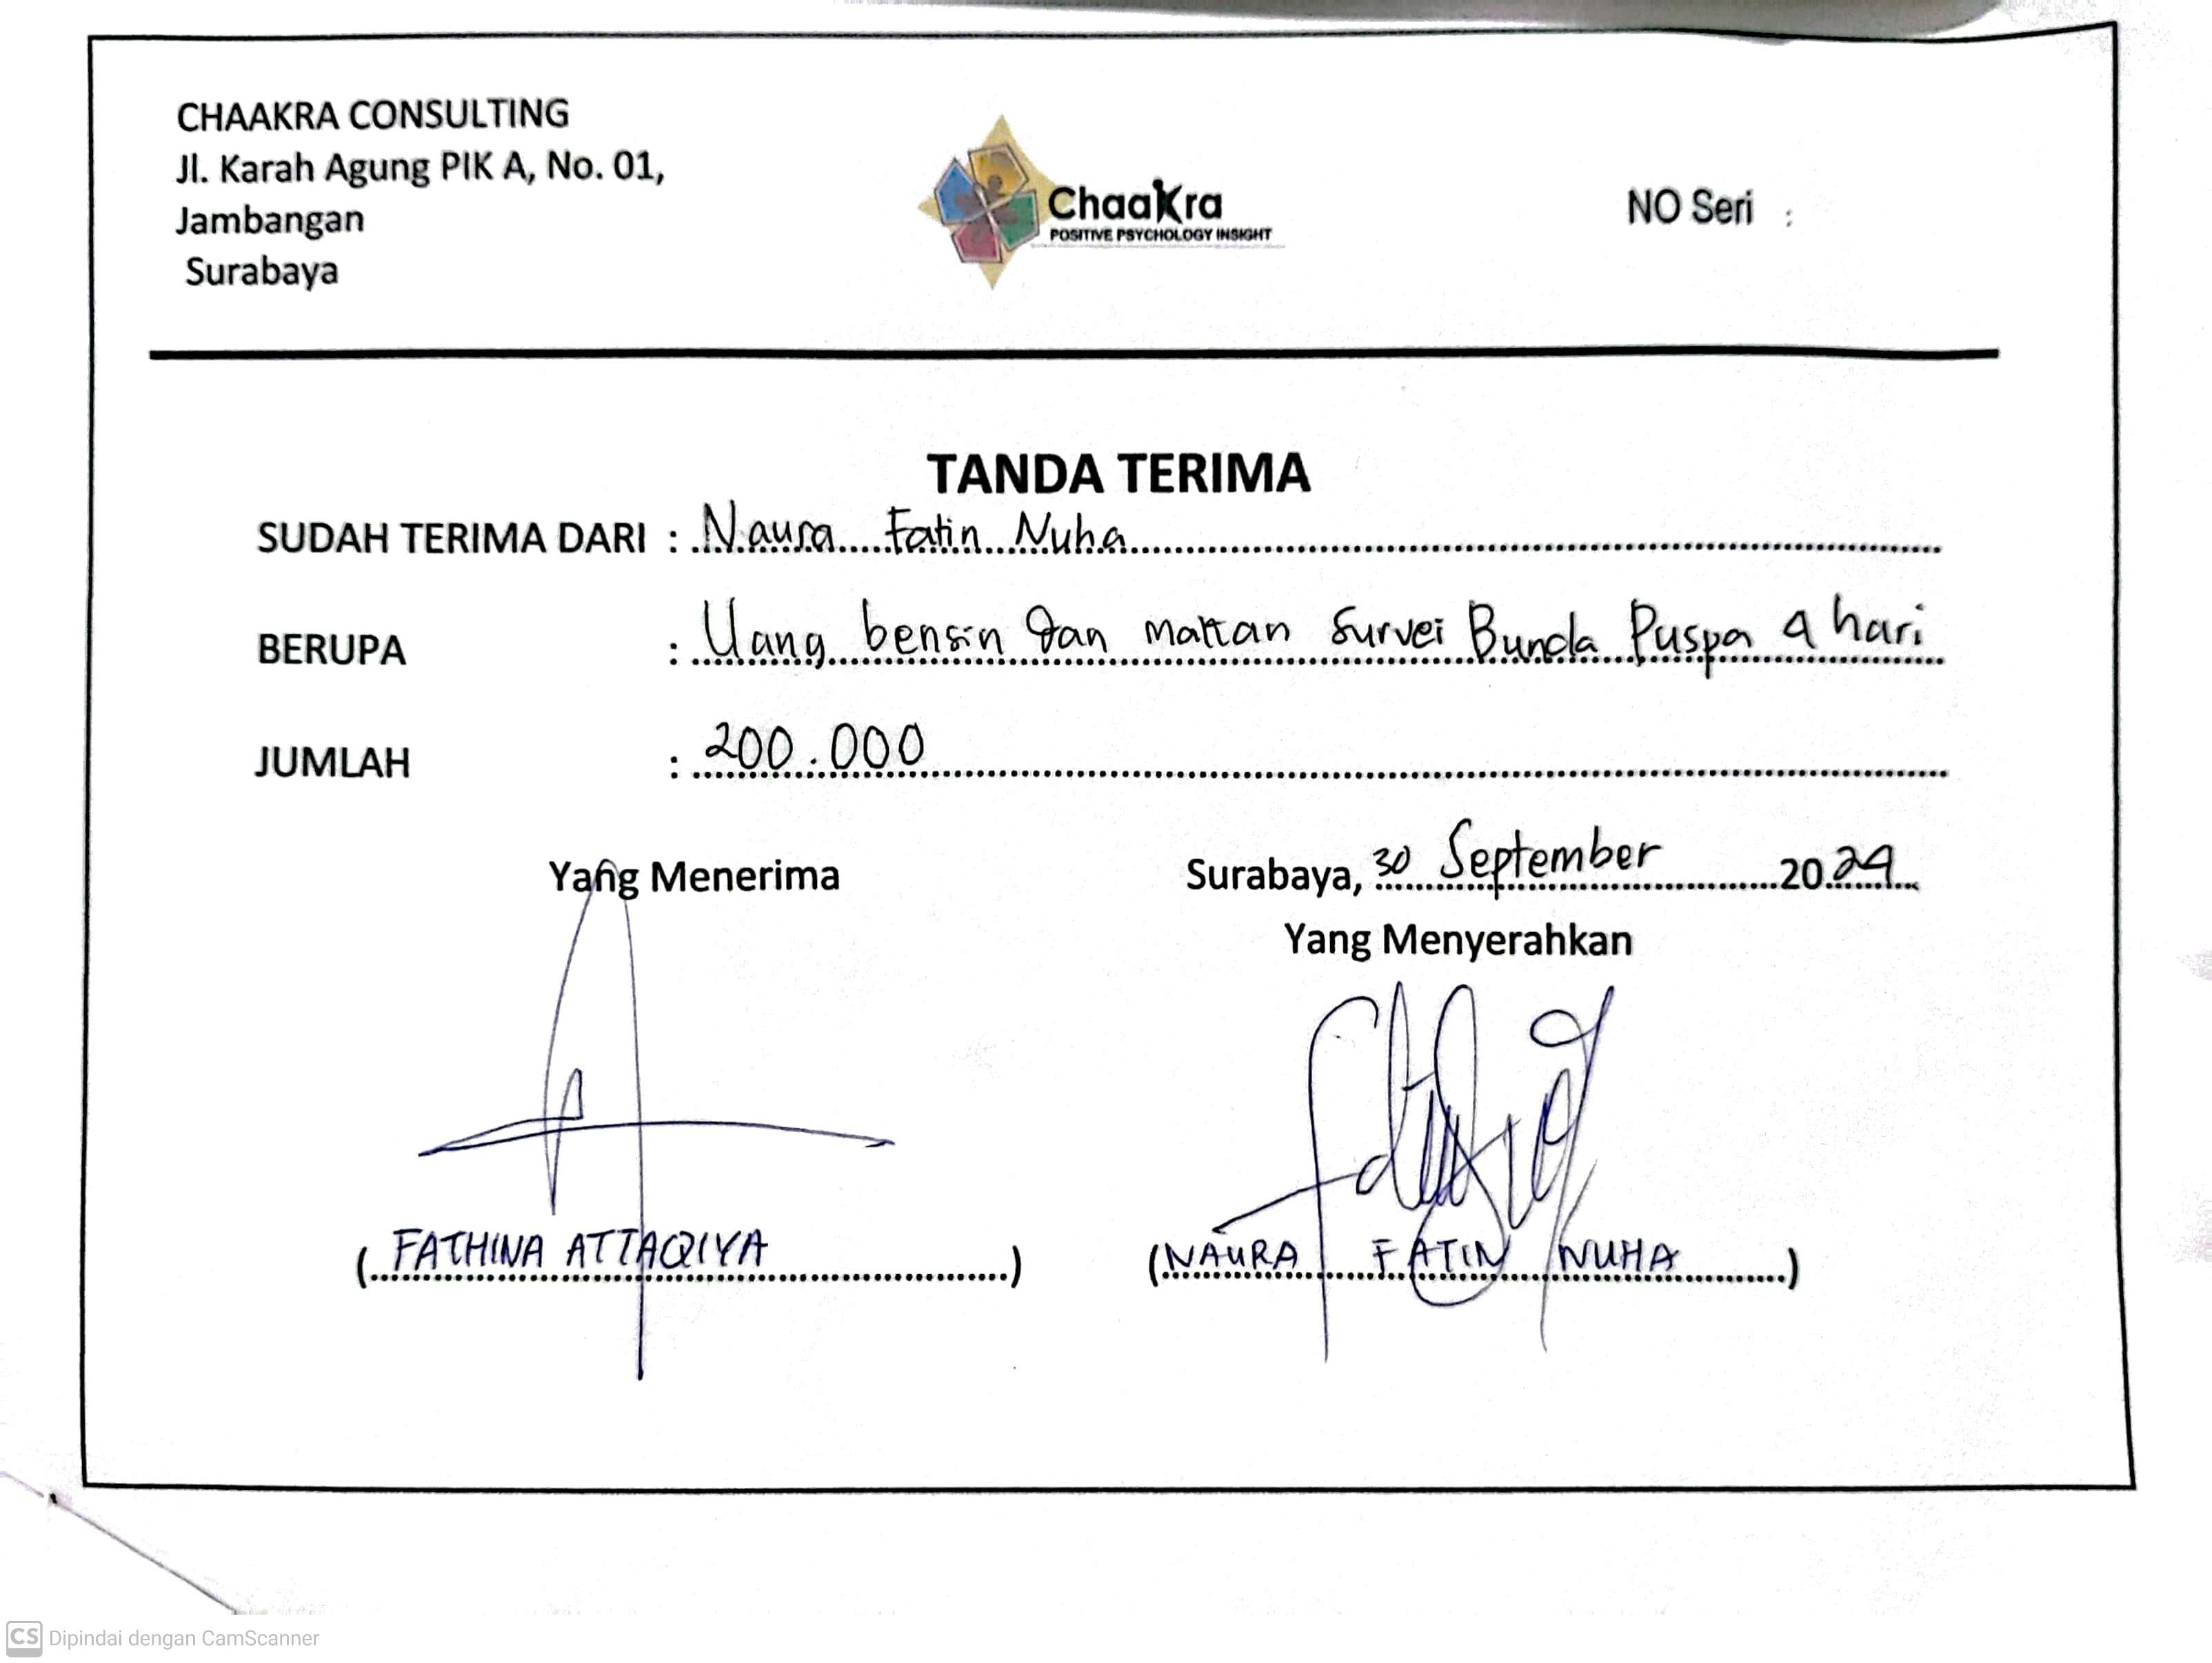 CHAAKRA CONSULTING
Jl. Karah Agung PIK A, No. 01,
Jambangan
Surabaya
Chaakra
POSITIVE PSYCHOLOGY INSIGHT
NO Seri :
TANDA TERIMA
SUDAH TERIMA DARI : Naura Fatin Nuha
BERUPA : Uang bensin dan makan survei Bunda Puspa 4 hari
JUMLAH : 200.000
Yang Menerima
Surabaya, 30 September 2024
Yang Menyerahkan
( FATHINA ATTAQIYA )
(NAURA FATIN NUHA )
CS Dipindai dengan CamScanner